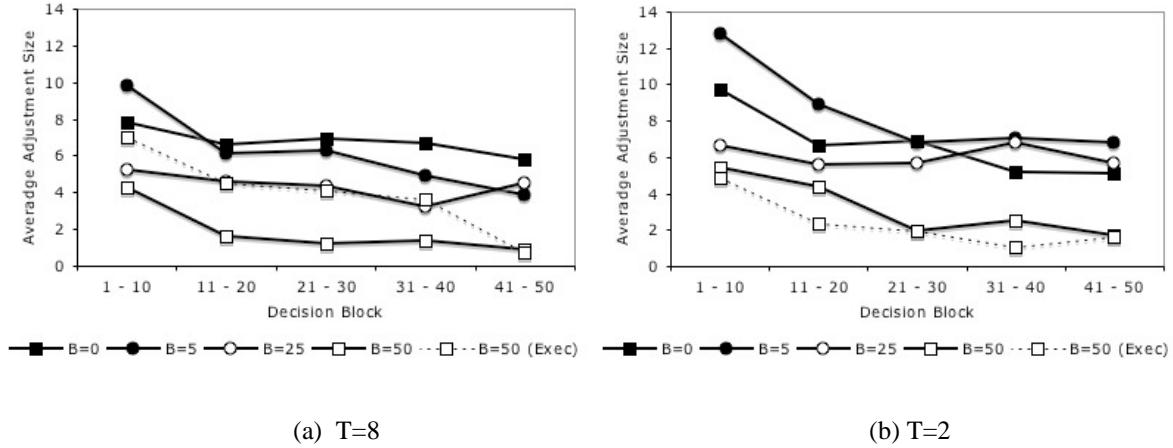 14
12
10
8
6
4
2
0
Averadge Adjustment Size
1 - 10
11 - 20
21 - 30
31 - 40
41 - 50
Decision Block
B=0
B=5
B=25
B=50
B=50 (Exec)
(a) T=8
14
12
10
8
6
4
2
0
Averadge Adjustment Size
1 - 10
11 - 20
21 - 30
31 - 40
41 - 50
Decision Block
B=0
B=5
B=25
B=50
B=50 (Exec)
(b) T=2